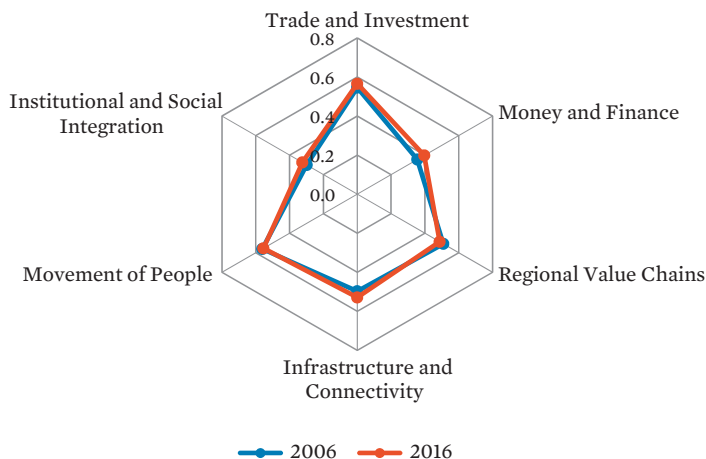 Trade and Investment
0.8
0.6
0.4
0.2
0.0
Institutional and Social
Integration
Money and Finance
Movement of People
Regional Value Chains
Infrastructure and
Connectivity
2006
2016